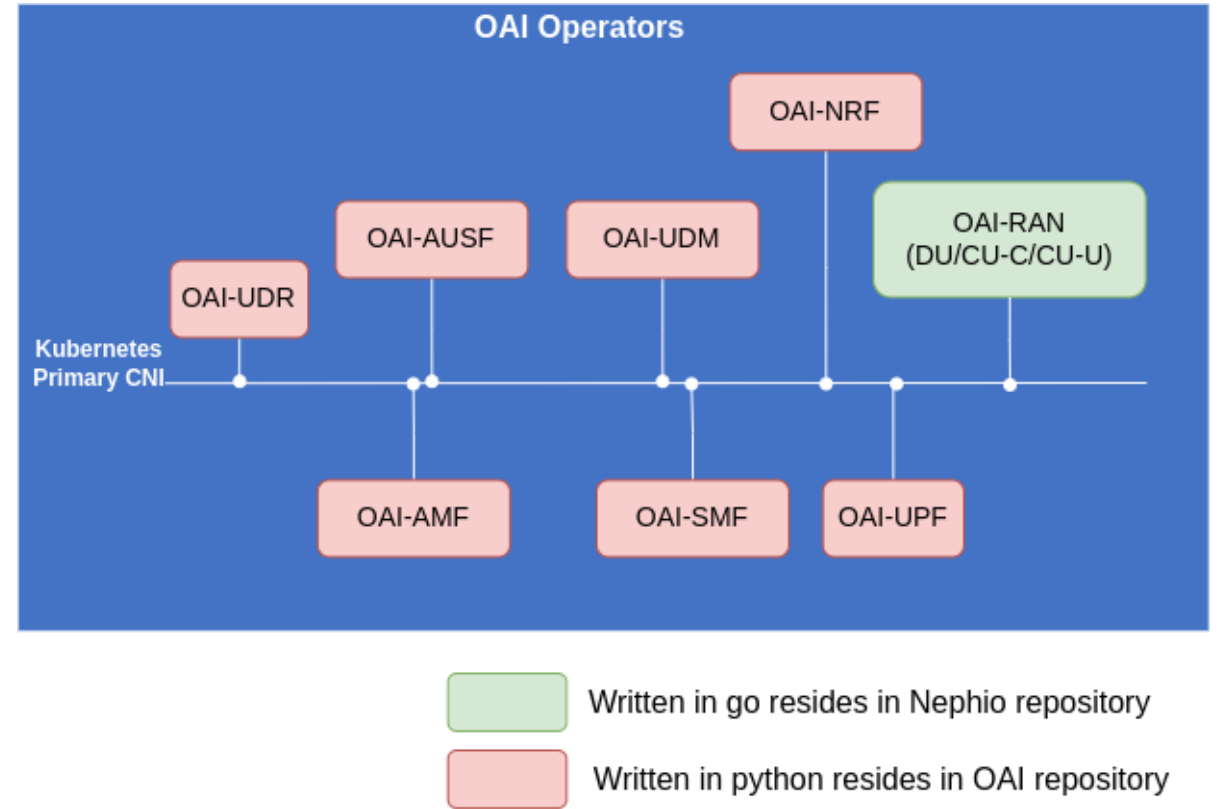 OAI Operators
OAI-NRF
OAI-RAN
(DU/CU-C/CU-U)
OAI-AUSF
OAI-UDM
OAI-UDR
Kubernetes
Primary CNI
OAI-AMF
OAI-SMF
OAI-UPF
Written in go resides in Nephio repository
Written in python resides in OAI repository